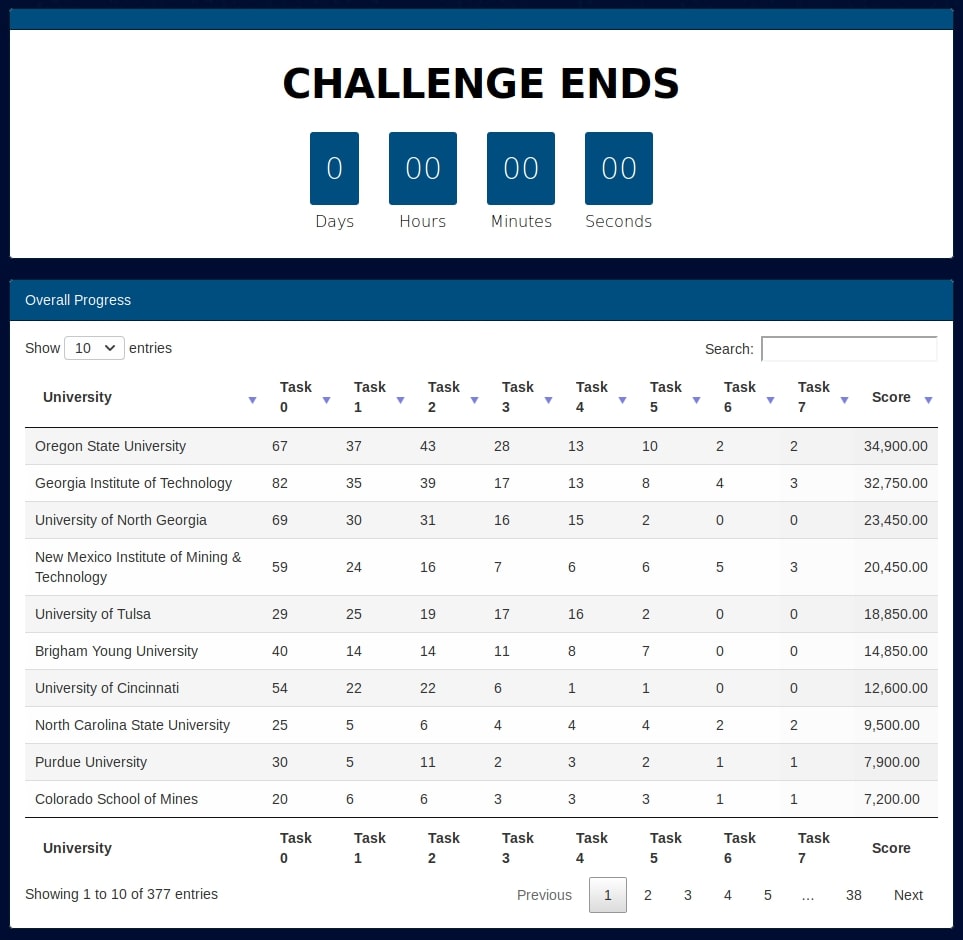 CHALLENGE ENDS
0 00 00 00
Days Hours Minutes Seconds
Overall Progress
Show 10 entries Search:
University Task 0 Task 1 Task 2 Task 3 Task 4 Task 5 Task 6 Task 7 Score
Oregon State University 67 37 43 28 13 10 2 2 34,900.00
Georgia Institute of Technology 82 35 39 17 13 8 4 3 32,750.00
University of North Georgia 69 30 31 16 15 2 0 0 23,450.00
New Mexico Institute of Mining &
Technology 59 24 16 7 6 6 5 3 20,450.00
University of Tulsa 29 25 19 17 16 2 0 0 18,850.00
Brigham Young University 40 14 14 11 8 7 0 0 14,850.00
University of Cincinnati 54 22 22 6 1 1 0 0 12,600.00
North Carolina State University 25 5 6 4 4 4 2 2 9,500.00
Purdue University 30 5 11 2 3 2 1 1 7,900.00
Colorado School of Mines 20 6 6 3 3 3 1 1 7,200.00
University Task 0 Task 1 Task 2 Task 3 Task 4 Task 5 Task 6 Task 7 Score
Showing 1 to 10 of 377 entries Previous 1 2 3 4 5 … 38 Next